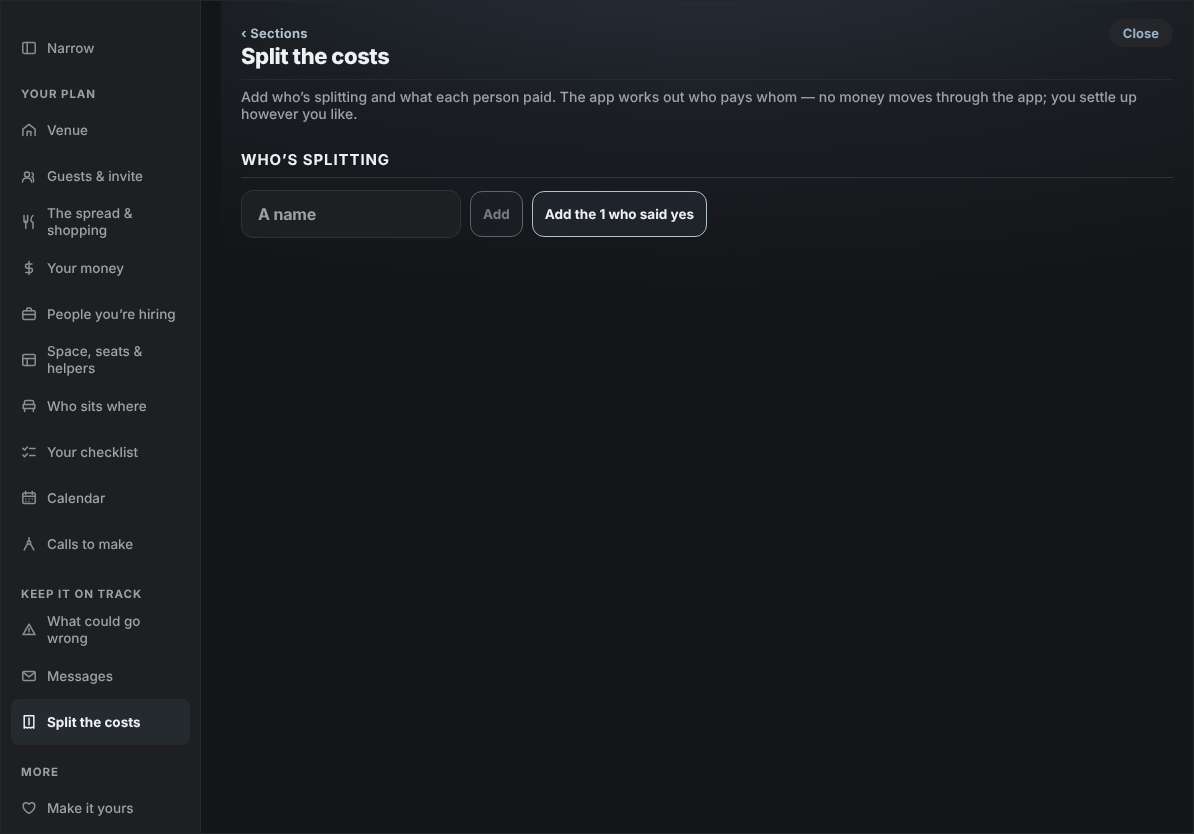 Narrow
YOUR PLAN
Venue
Guests & invite
The spread &
shopping
Your money
People you’re hiring
Space, seats &
helpers
Who sits where
Your checklist
Calendar
Calls to make
KEEP IT ON TRACK
What could go
wrong
Messages
Split the costs
MORE
Make it yours
‹ Sections
Close
Split the costs
Add who’s splitting and what each person paid. The app works out who pays whom — no money moves through the app; you settle up
however you like.
WHO’S SPLITTING
A name
Add
Add the 1 who said yes